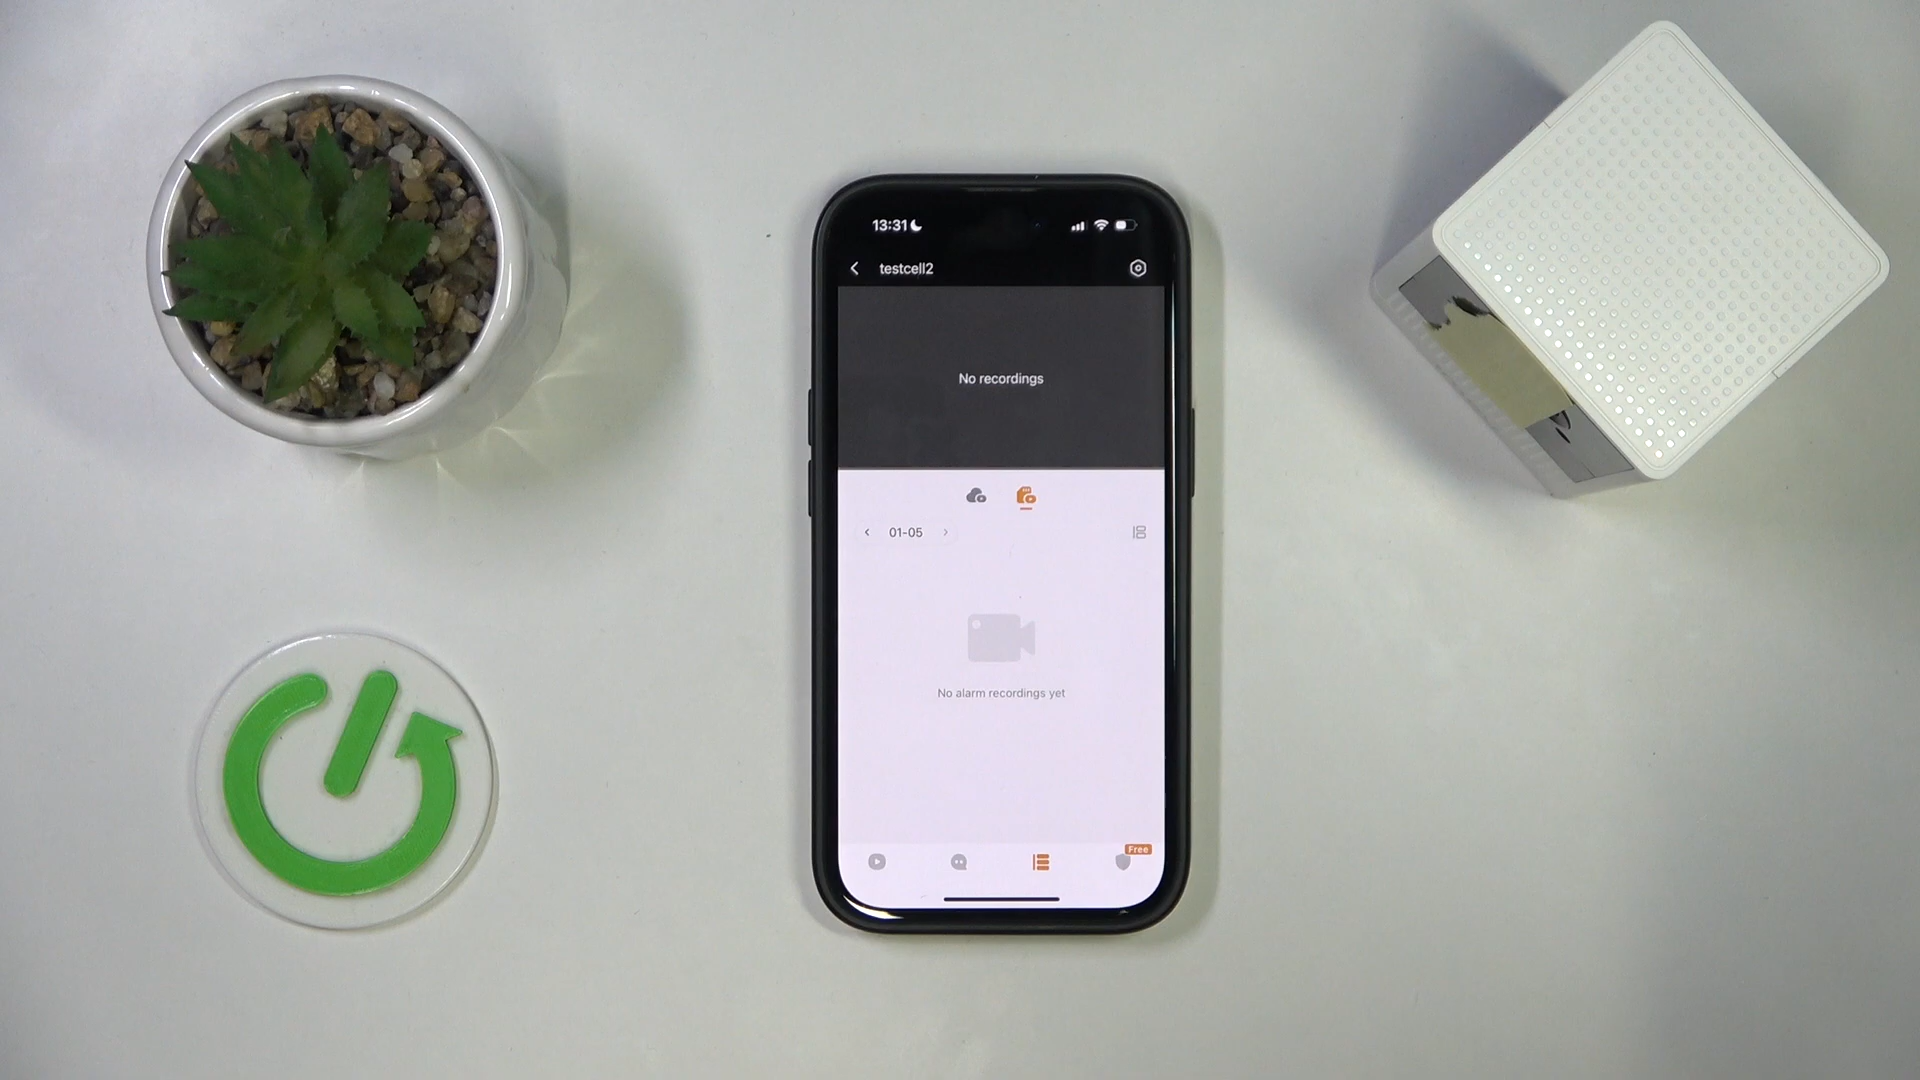 13:31
testcell2
No recordings
01-05
No alarm recordings yet
Free